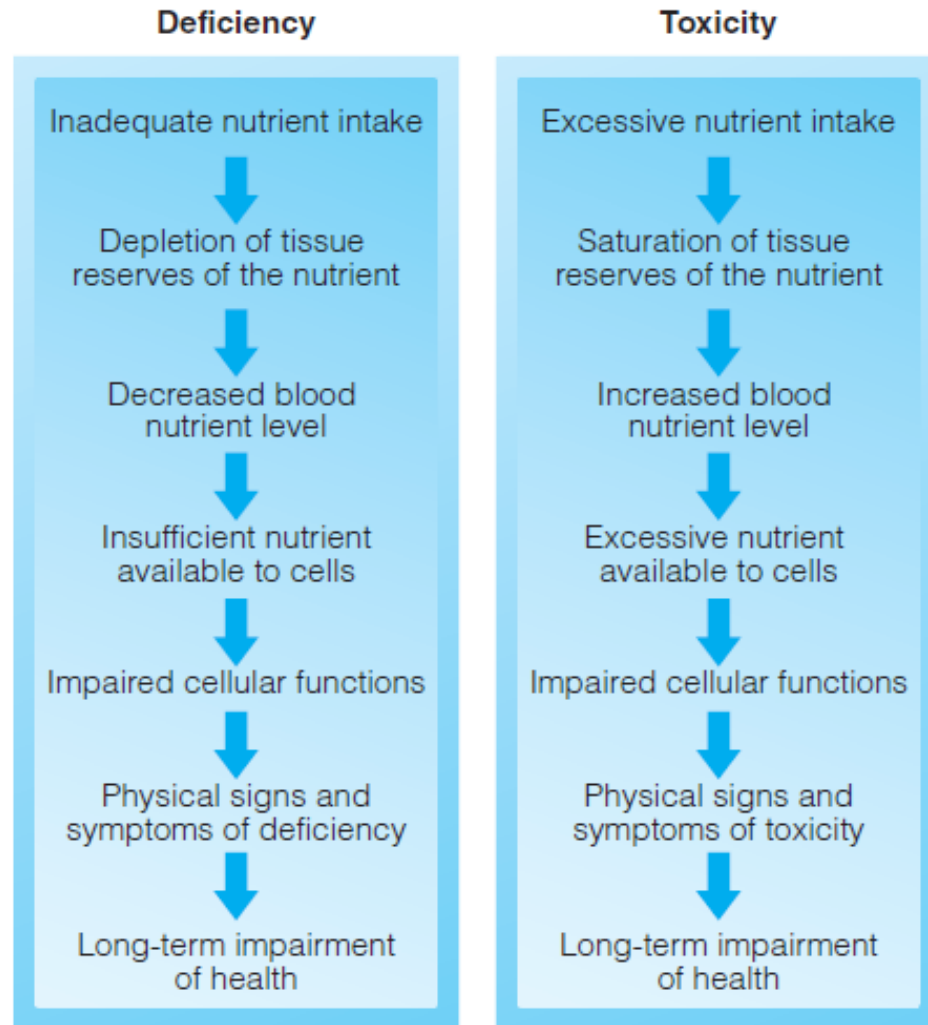 Deficiency
Inadequate nutrient intake
Depletion of tissue
reserves of the nutrient
Decreased blood
nutrient level
Insufficient nutrient
available to cells
Impaired cellular functions
Physical signs and
symptoms of deficiency
Long-term impairment
of health
Toxicity
Excessive nutrient intake
Saturation of tissue
reserves of the nutrient
Increased blood
nutrient level
Excessive nutrient
available to cells
Impaired cellular functions
Physical signs and
symptoms of toxicity
Long-term impairment
of health